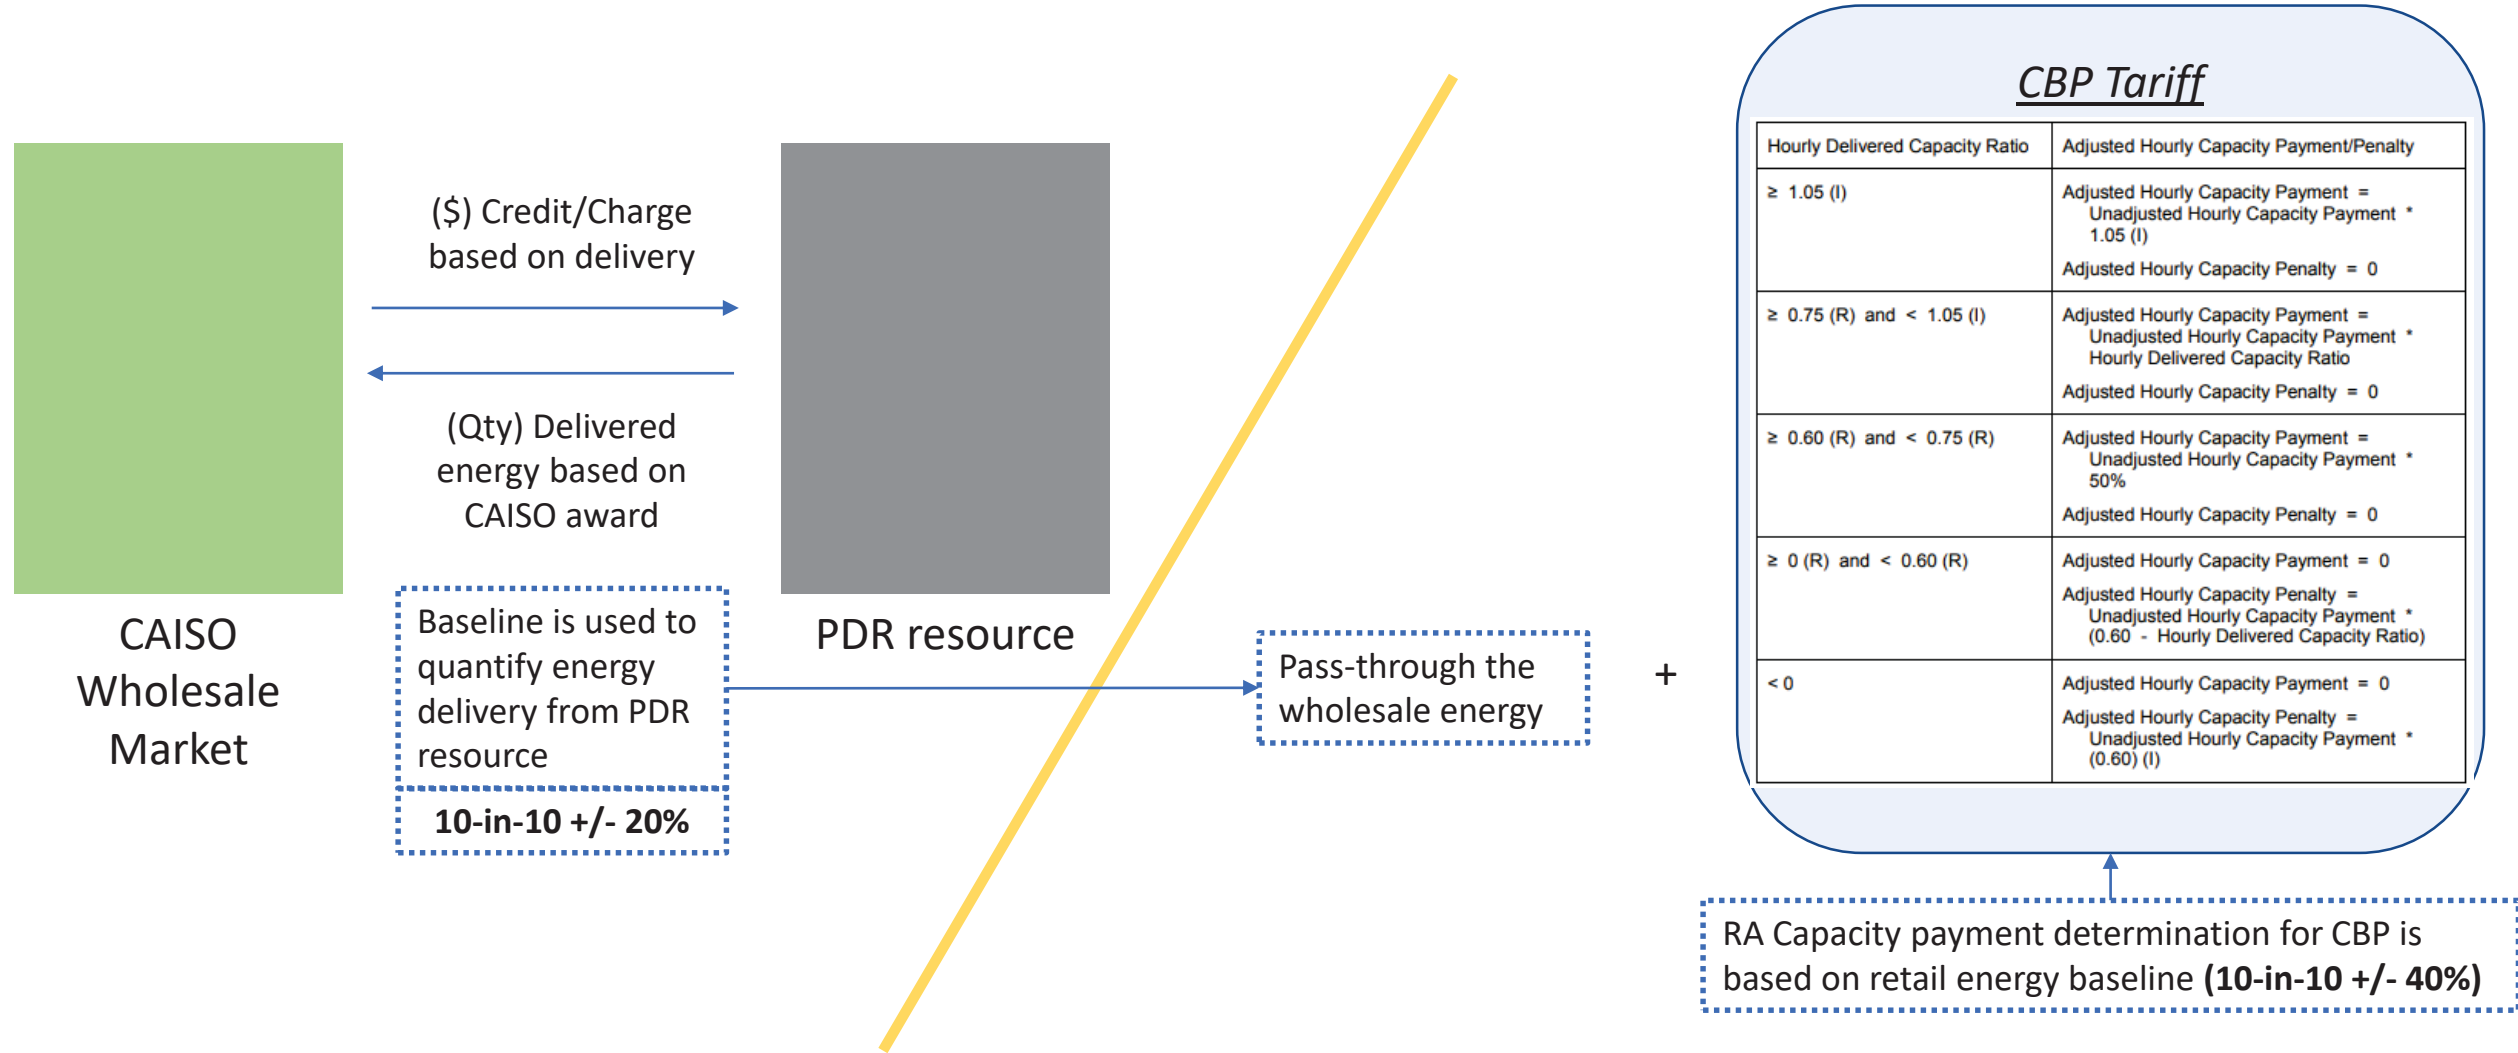 CBP Tariff
($) Credit/Charge
based on delivery
(Qty) Delivered
energy based on
CAISO award
CAISO
Wholesale
Market
Baseline is used to
quantify energy
delivery from PDR
resource
10-in-10 +/- 20%
PDR resource
Pass-through the
wholesale energy
+
Hourly Delivered Capacity Ratio
Adjusted Hourly Capacity Payment/Penalty
≥ 1.05 (I)
Adjusted Hourly Capacity Payment =
Unadjusted Hourly Capacity Payment *
1.05 (I)
Adjusted Hourly Capacity Penalty = 0
≥ 0.75 (R) and < 1.05 (I)
Adjusted Hourly Capacity Payment =
Unadjusted Hourly Capacity Payment *
Hourly Delivered Capacity Ratio
Adjusted Hourly Capacity Penalty = 0
≥ 0.60 (R) and < 0.75 (R)
Adjusted Hourly Capacity Payment =
Unadjusted Hourly Capacity Payment *
50%
Adjusted Hourly Capacity Penalty = 0
≥ 0 (R) and < 0.60 (R)
Adjusted Hourly Capacity Payment = 0
Adjusted Hourly Capacity Penalty =
Unadjusted Hourly Capacity Payment *
(0.60 - Hourly Delivered Capacity Ratio)
< 0
Adjusted Hourly Capacity Payment = 0
Adjusted Hourly Capacity Penalty =
Unadjusted Hourly Capacity Payment *
(0.60) (I)
RA Capacity payment determination for CBP is
based on retail energy baseline (10-in-10 +/- 40%)